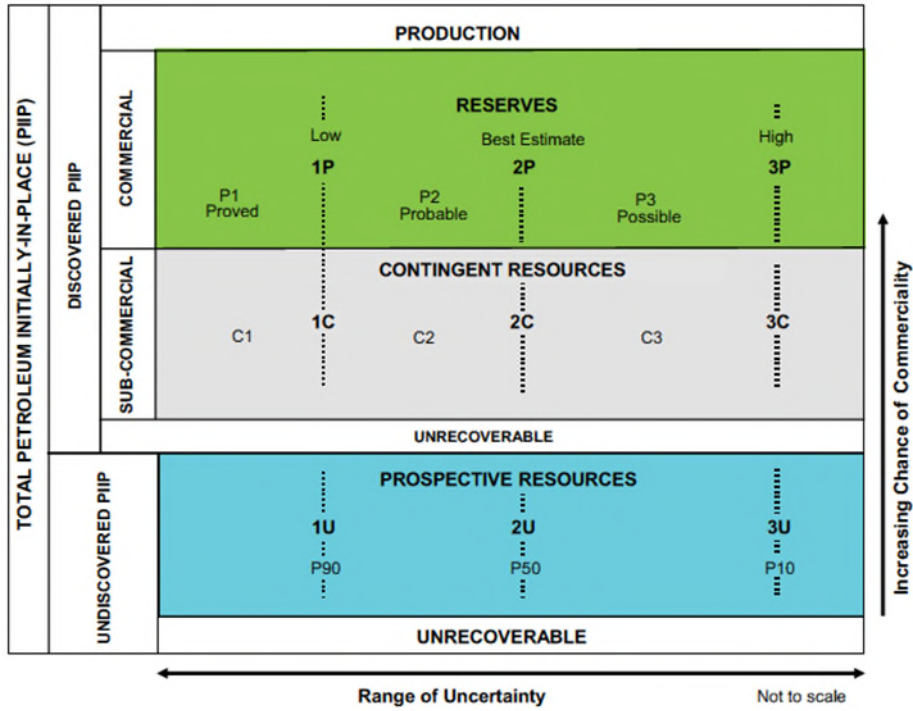 TOTAL PETROLEUM INITIALLY-IN-PLACE (PIIP)
DISCOVERED PIIP
UNDISCOVERED PIIP
COMMERCIAL
SUB-COMMERCIAL
PRODUCTION
RESERVES
Low
Best Estimate
High
1P
2P
3P
P1
Proved
P2
Probable
P3
Possible
CONTINGENT RESOURCES
1C
2C
3C
C1
C2
C3
UNRECOVERABLE
PROSPECTIVE RESOURCES
1U
2U
3U
P90
P50
P10
UNRECOVERABLE
Increasing Chance of Commerciality
Range of Uncertainty
Not to scale